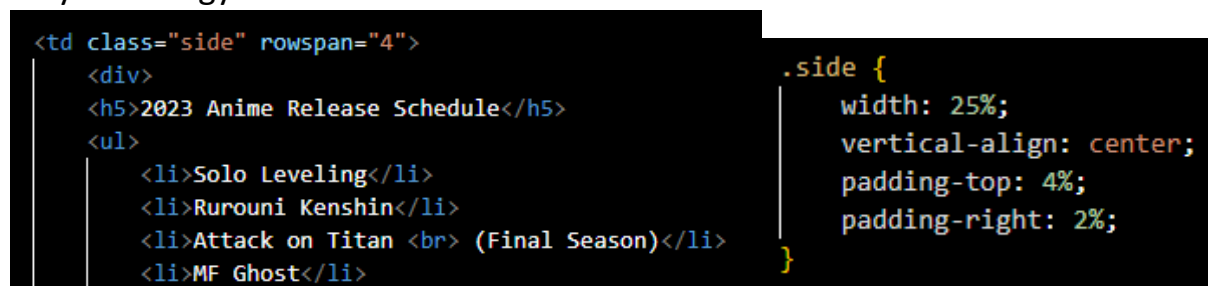 <td class="side" rowspan="4">
<div>
<h5>2023 Anime Release Schedule</h5>
<ul>
<li>Solo Leveling</li>
<li>Rurouni Kenshin</li>
<li>Attack on Titan <br> (Final Season)</li>
<li>MF Ghost</li>
.side {
width: 25%;
vertical-align: center;
padding-top: 4%;
padding-right: 2%;
}